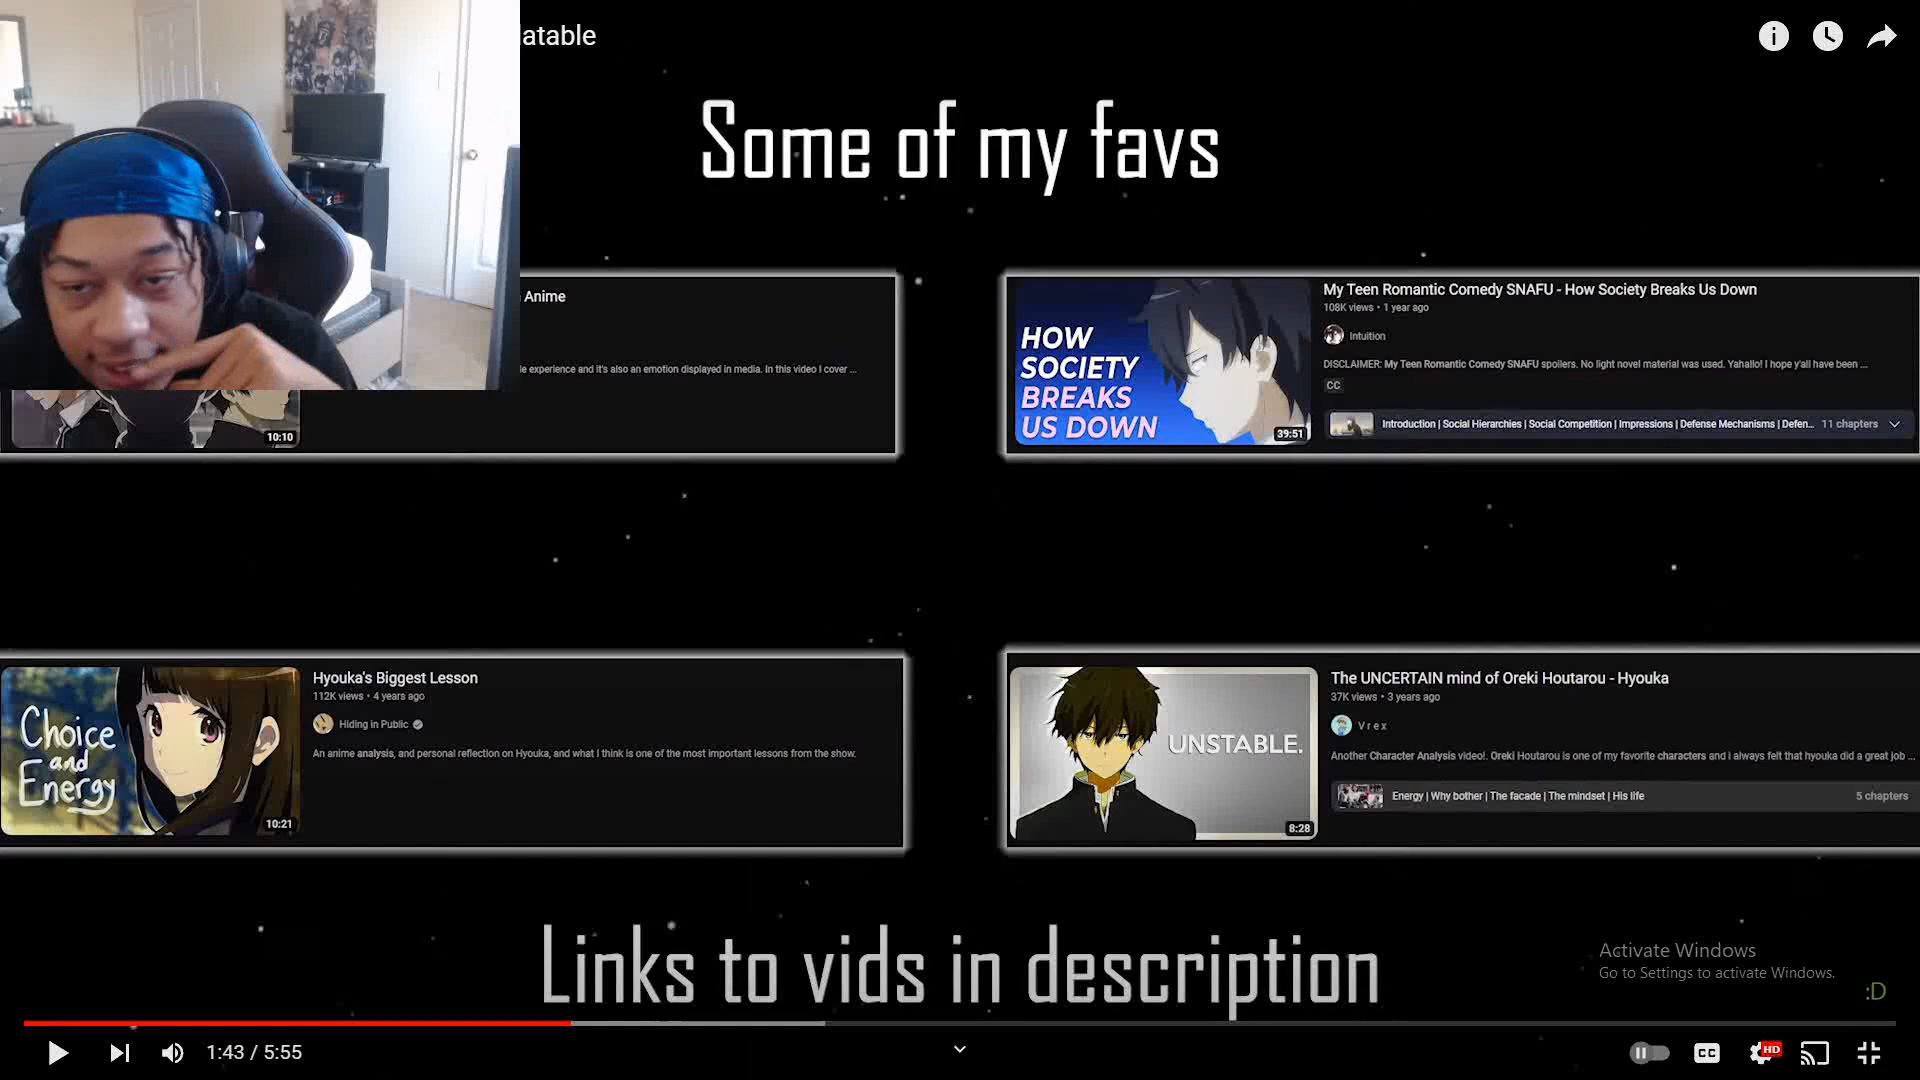 latable
Some of my favs
Anime
e experience and it's also an emotion displayed in media. In this video I cover ...
10:10
HOW
SOCIETY
BREAKS
US DOWN
39:51
My Teen Romantic Comedy SNAFU - How Society Breaks Us Down
108K views • 1 year ago
Intuition
DISCLAIMER: My Teen Romantic Comedy SNAFU spoilers. No light novel material was used. Yahallo! I hope y'all have been ...
CC
Introduction | Social Hierarchies | Social Competition | Impressions | Defense Mechanisms | Defen... 11 chapters
Choice
and
Energy
10:21
Hyouka's Biggest Lesson
112K views • 4 years ago
Hiding in Public
An anime analysis, and personal reflection on Hyouka, and what I think is one of the most important lessons from the show.
UNSTABLE.
8:28
The UNCERTAIN mind of Oreki Houtarou - Hyouka
37K views • 3 years ago
V r e x
Another Character Analysis video!. Oreki Houtarou is one of my favorite characters and i always felt that hyouka did a great job ...
Energy | Why bother | The facade | The mindset | His life 5 chapters
Links to vids in description
Activate Windows
Go to Settings to activate Windows.
:D
1:43 / 5:55
CC
HD